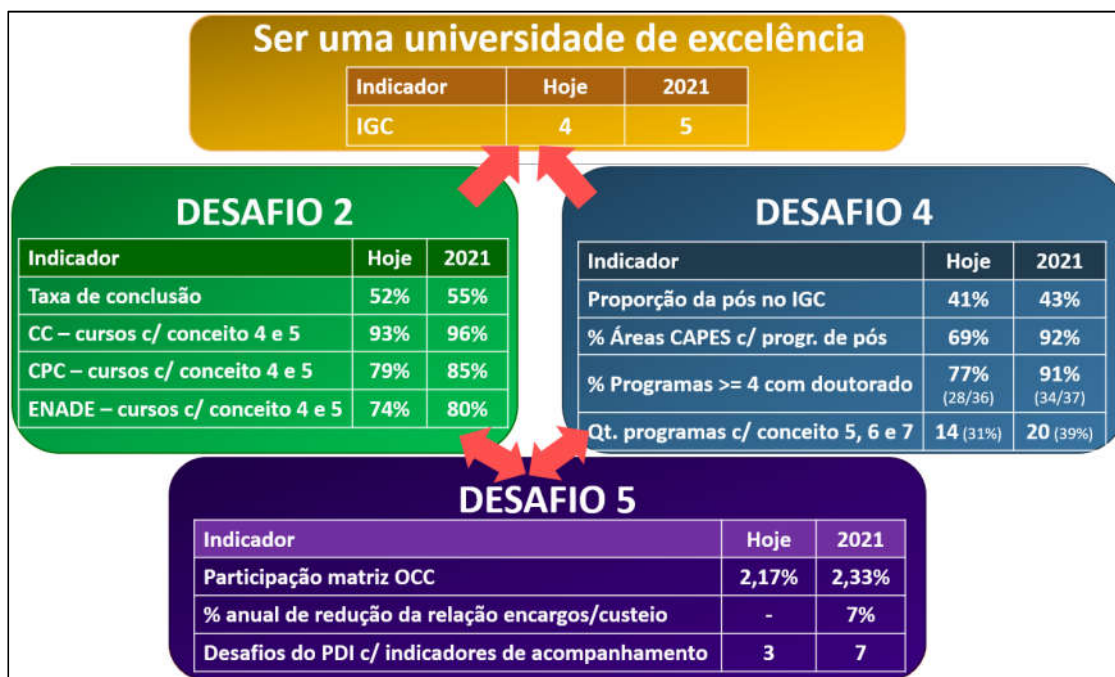 Ser uma universidade de excelência
Indicador Hoje 2021
IGC 4 5
DESAFIO 2
Indicador Hoje 2021
Taxa de conclusão 52% 55%
CC – cursos c/ conceito 4 e 5 93% 96%
CPC – cursos c/ conceito 4 e 5 79% 85%
ENADE – cursos c/ conceito 4 e 5 74% 80%
DESAFIO 4
Indicador Hoje 2021
Proporção da pós no IGC 41% 43%
% Áreas CAPES c/ progr. de pós 69% 92%
% Programas >= 4 com doutorado 77% 91%
(28/36) (34/37)
Qt. programas c/ conceito 5, 6 e 7 14 (31%) 20 (39%)
DESAFIO 5
Indicador Hoje 2021
Participação matriz OCC 2,17% 2,33%
% anual de redução da relação encargos/custeio - 7%
Desafios do PDI c/ indicadores de acompanhamento 3 7